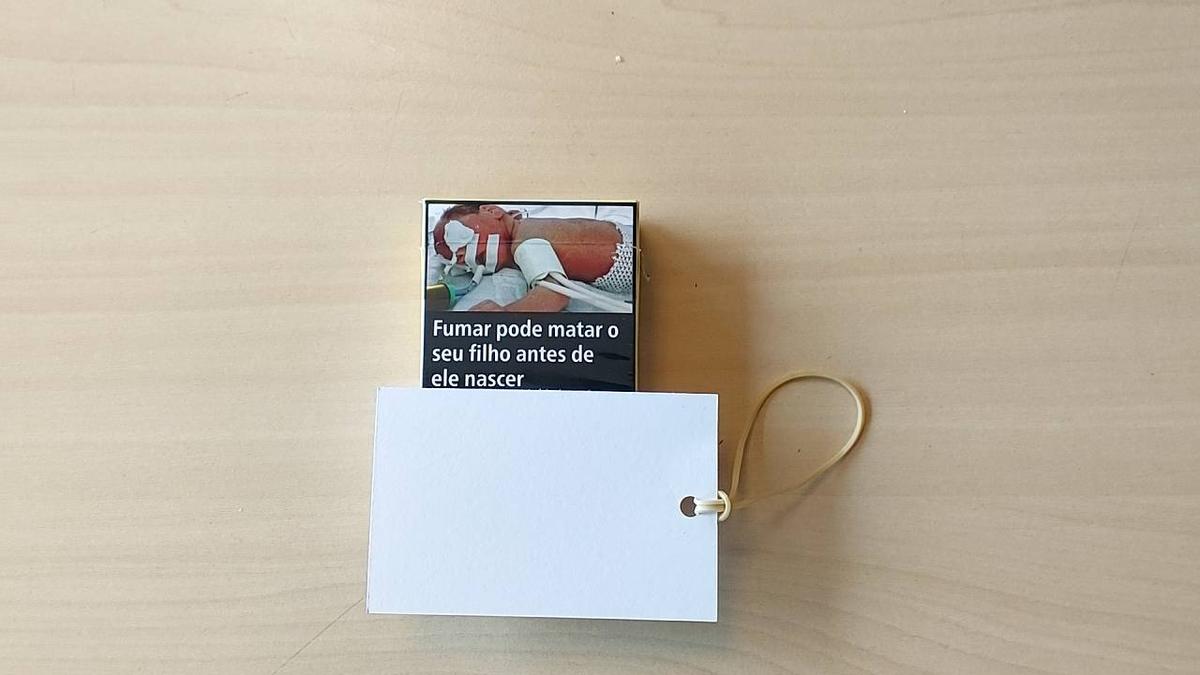 Fumar pode matar o
seu filho antes de
ele nascer